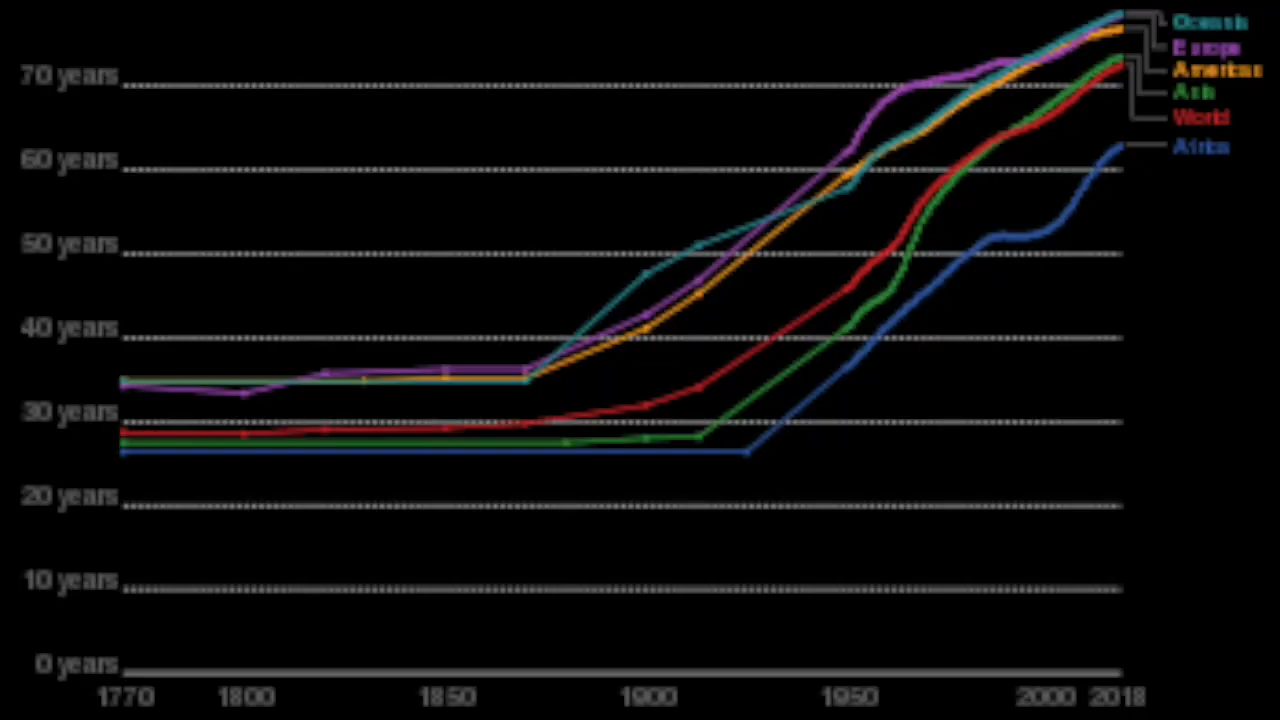 Oceania
Europe
Americas
Asia
World
Africa
70 years
60 years
50 years
40 years
30 years
20 years
10 years
0 years
1770 1800 1850 1900 1950 2000 2018